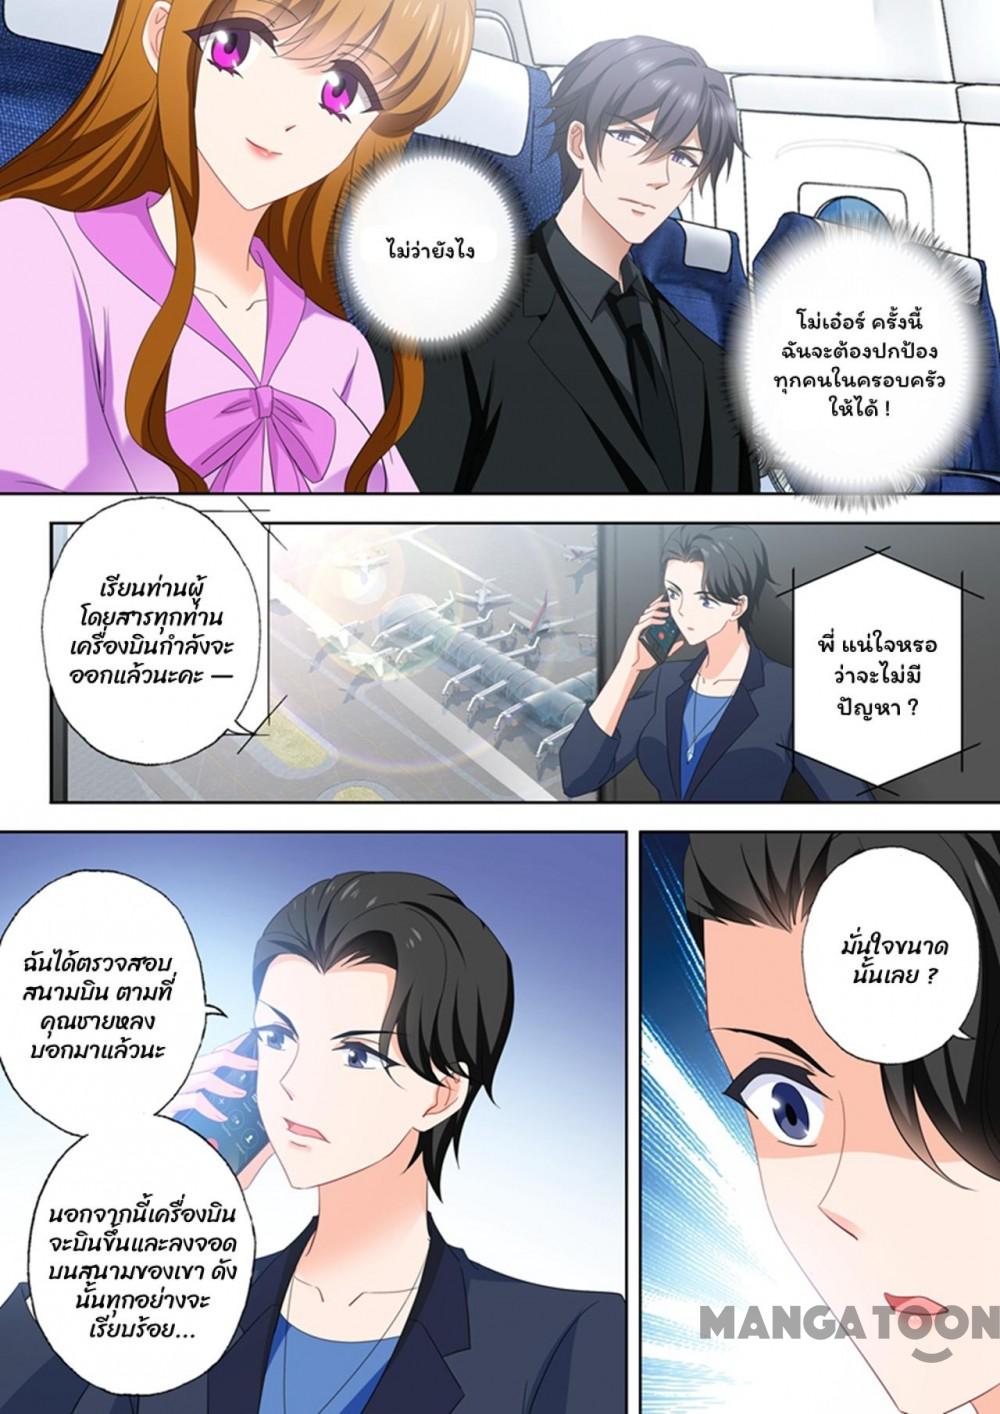 ไม่ว่ายังไง
โม่เอ๋อร์ ครั้งนี้
ฉันจะต้องปกป้อง
ทุกคนในครอบครัว
ให้ได้ !
เรียนท่านผู้
โดยสารทุกท่าน
เครื่องบินกำลังจะ
ออกแล้วนะคะ —
พี่ แน่ใจหรอ
ว่าจะไม่มี
ปัญหา ?
ฉันได้ตรวจสอบ
สนามบิน ตามที่
คุณชายหลง
บอกมาแล้วนะ
นอกจากนี้เครื่องบิน
จะบินขึ้นและลงจอด
บนสนามของเขา ดัง
นั้นทุกอย่างจะ
เรียบร้อย...
มั่นใจขนาด
นั้นเลย ?
MANGATOON